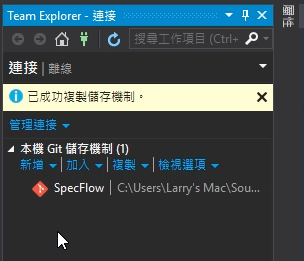 Team Explorer - 連接
搜尋工作項目 (Ctrl+
連接
離線
已成功複製儲存機制。
管理連接
本機 Git 儲存機制 (1)
新增 加入 複製 檢視選項
SpecFlow C:\Users\Larry's Mac\Sou...
屬性